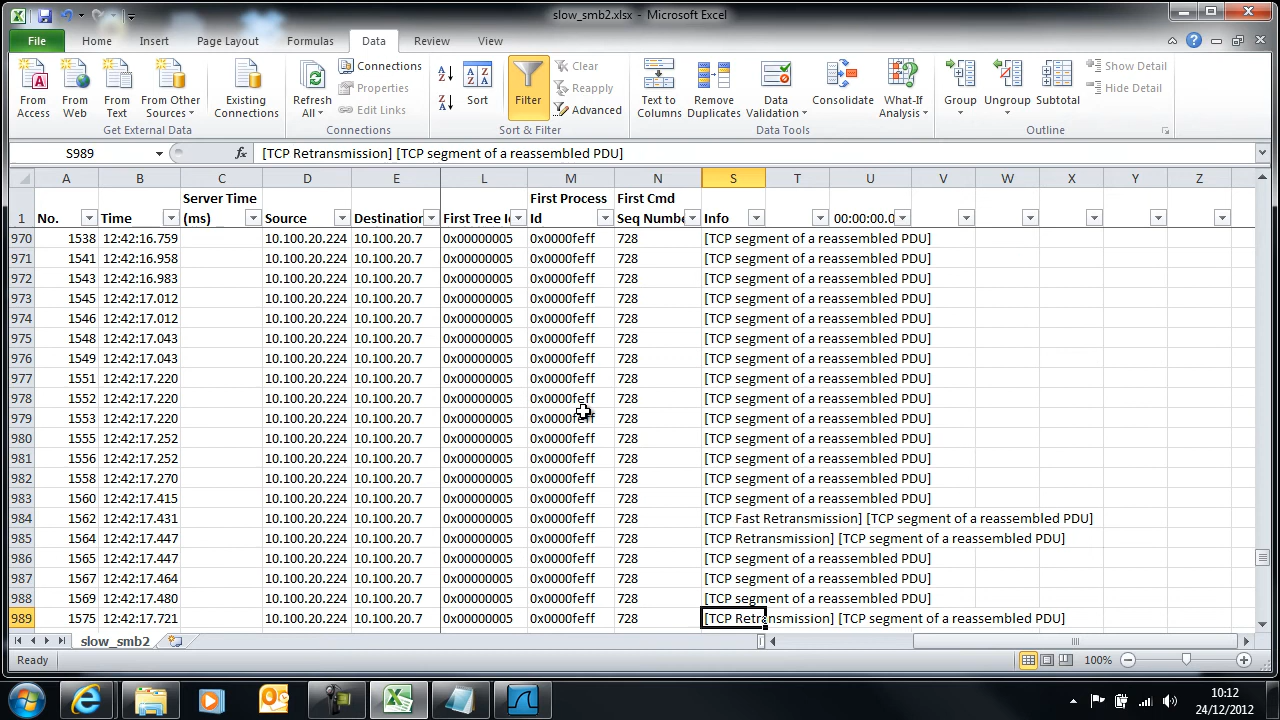 slow_smb2.xlsx - Microsoft Excel
File Home Insert Page Layout Formulas Data Review View
From Access From Web From Text From Other Sources Existing Connections Refresh All Connections Properties Edit Links Sort Filter Clear Reapply Advanced Text to Columns Remove Duplicates Data Validation Consolidate What-If Analysis Group Ungroup Subtotal Show Detail Hide Detail
Get External Data Connections Sort & Filter Data Tools Outline
S989 fx [TCP Retransmission] [TCP segment of a reassembled PDU]
A B C D E L M N S T U V W X Y Z
1 No. Time Server Time (ms) Source Destination First Tree Id First Process Id First Cmd Seq Numbe Info 00:00:00.0
970 1538 12:42:16.759 10.100.20.224 10.100.20.7 0x00000005 0x0000feff 728 [TCP segment of a reassembled PDU]
971 1541 12:42:16.958 10.100.20.224 10.100.20.7 0x00000005 0x0000feff 728 [TCP segment of a reassembled PDU]
972 1543 12:42:16.983 10.100.20.224 10.100.20.7 0x00000005 0x0000feff 728 [TCP segment of a reassembled PDU]
973 1545 12:42:17.012 10.100.20.224 10.100.20.7 0x00000005 0x0000feff 728 [TCP segment of a reassembled PDU]
974 1546 12:42:17.012 10.100.20.224 10.100.20.7 0x00000005 0x0000feff 728 [TCP segment of a reassembled PDU]
975 1548 12:42:17.043 10.100.20.224 10.100.20.7 0x00000005 0x0000feff 728 [TCP segment of a reassembled PDU]
976 1549 12:42:17.043 10.100.20.224 10.100.20.7 0x00000005 0x0000feff 728 [TCP segment of a reassembled PDU]
977 1551 12:42:17.220 10.100.20.224 10.100.20.7 0x00000005 0x0000feff 728 [TCP segment of a reassembled PDU]
978 1552 12:42:17.220 10.100.20.224 10.100.20.7 0x00000005 0x0000feff 728 [TCP segment of a reassembled PDU]
979 1553 12:42:17.220 10.100.20.224 10.100.20.7 0x00000005 0x0000feff 728 [TCP segment of a reassembled PDU]
980 1555 12:42:17.252 10.100.20.224 10.100.20.7 0x00000005 0x0000feff 728 [TCP segment of a reassembled PDU]
981 1556 12:42:17.252 10.100.20.224 10.100.20.7 0x00000005 0x0000feff 728 [TCP segment of a reassembled PDU]
982 1558 12:42:17.270 10.100.20.224 10.100.20.7 0x00000005 0x0000feff 728 [TCP segment of a reassembled PDU]
983 1560 12:42:17.415 10.100.20.224 10.100.20.7 0x00000005 0x0000feff 728 [TCP segment of a reassembled PDU]
984 1562 12:42:17.431 10.100.20.224 10.100.20.7 0x00000005 0x0000feff 728 [TCP Fast Retransmission] [TCP segment of a reassembled PDU]
985 1564 12:42:17.447 10.100.20.224 10.100.20.7 0x00000005 0x0000feff 728 [TCP Retransmission] [TCP segment of a reassembled PDU]
986 1565 12:42:17.447 10.100.20.224 10.100.20.7 0x00000005 0x0000feff 728 [TCP segment of a reassembled PDU]
987 1567 12:42:17.464 10.100.20.224 10.100.20.7 0x00000005 0x0000feff 728 [TCP segment of a reassembled PDU]
988 1569 12:42:17.480 10.100.20.224 10.100.20.7 0x00000005 0x0000feff 728 [TCP segment of a reassembled PDU]
989 1575 12:42:17.721 10.100.20.224 10.100.20.7 0x00000005 0x0000feff 728 [TCP Retransmission] [TCP segment of a reassembled PDU]
slow_smb2
Ready 100%
10:12
24/12/2012